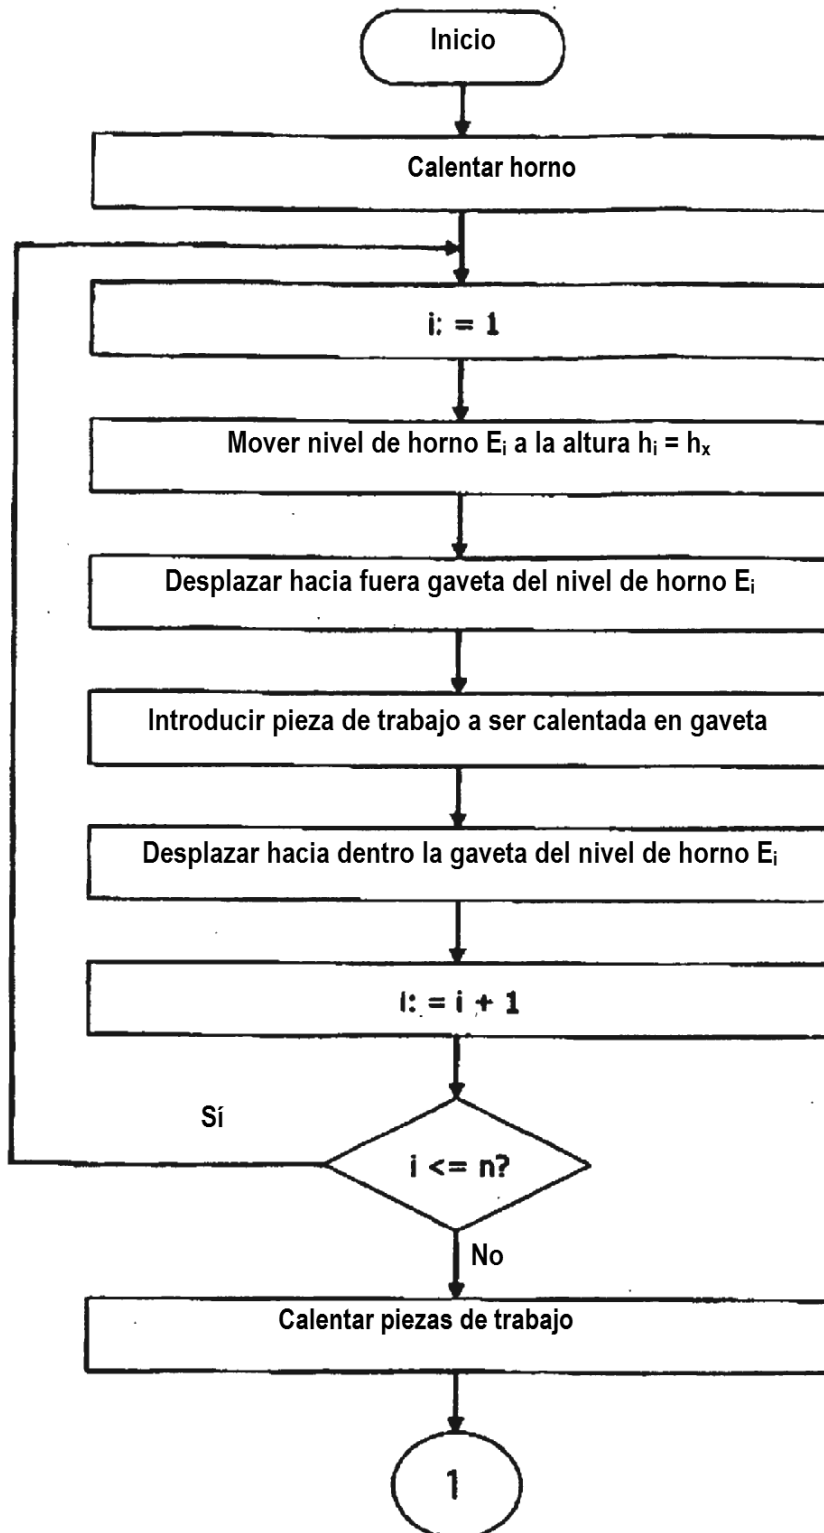 Inicio
Calentar horno
i: = 1
Mover nivel de horno Eᵢ a la altura hᵢ = hₓ
Desplazar hacia fuera gaveta del nivel de horno Eᵢ
Introducir pieza de trabajo a ser calentada en gaveta
Desplazar hacia dentro la gaveta del nivel de horno Eᵢ
i: = i + 1
Sí
i <= n?
No
Calentar piezas de trabajo
1